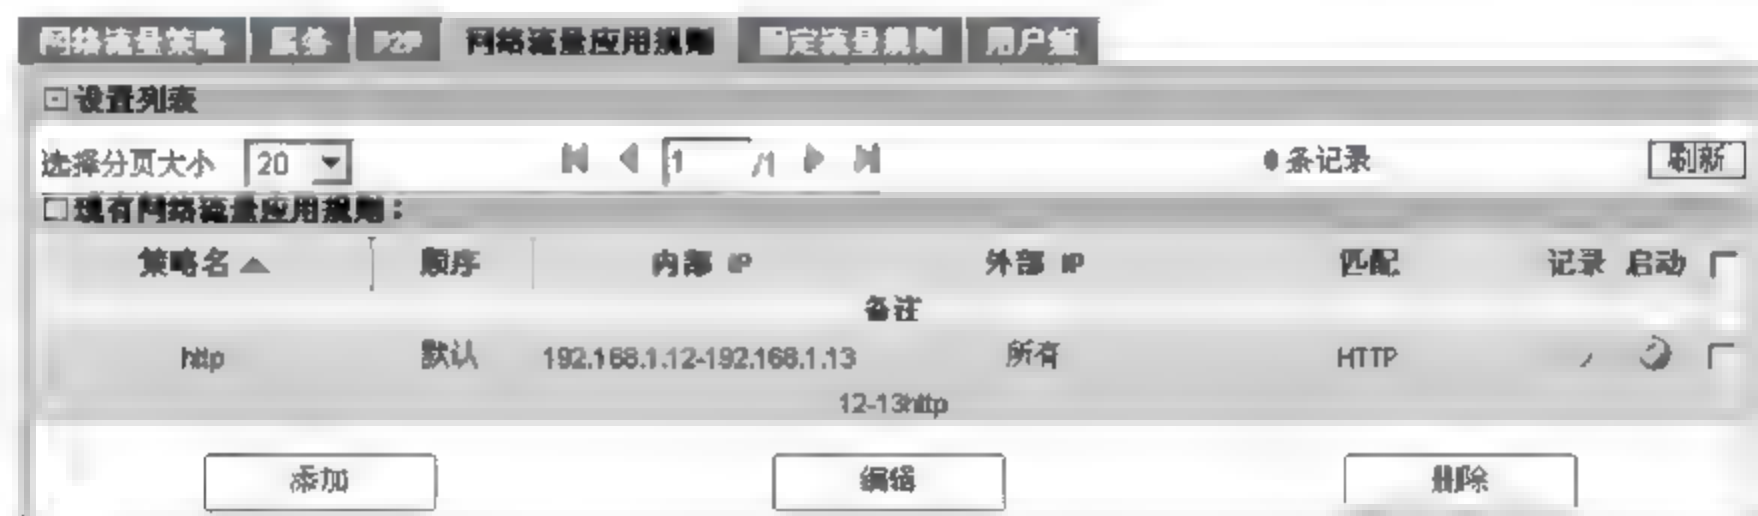 网络流量策略 服务 P2P 网络流量应用规则 固定流量规则 用户组
设置列表
选择分页大小 20 1 /1 0 条记录 刷新
现有网络流量应用规则：
策略名 顺序 内部 IP 外部 IP 匹配 记录 启动
备注
http 默认 192.168.1.12-192.168.1.13 所有 HTTP
12-13http
添加 编辑 删除